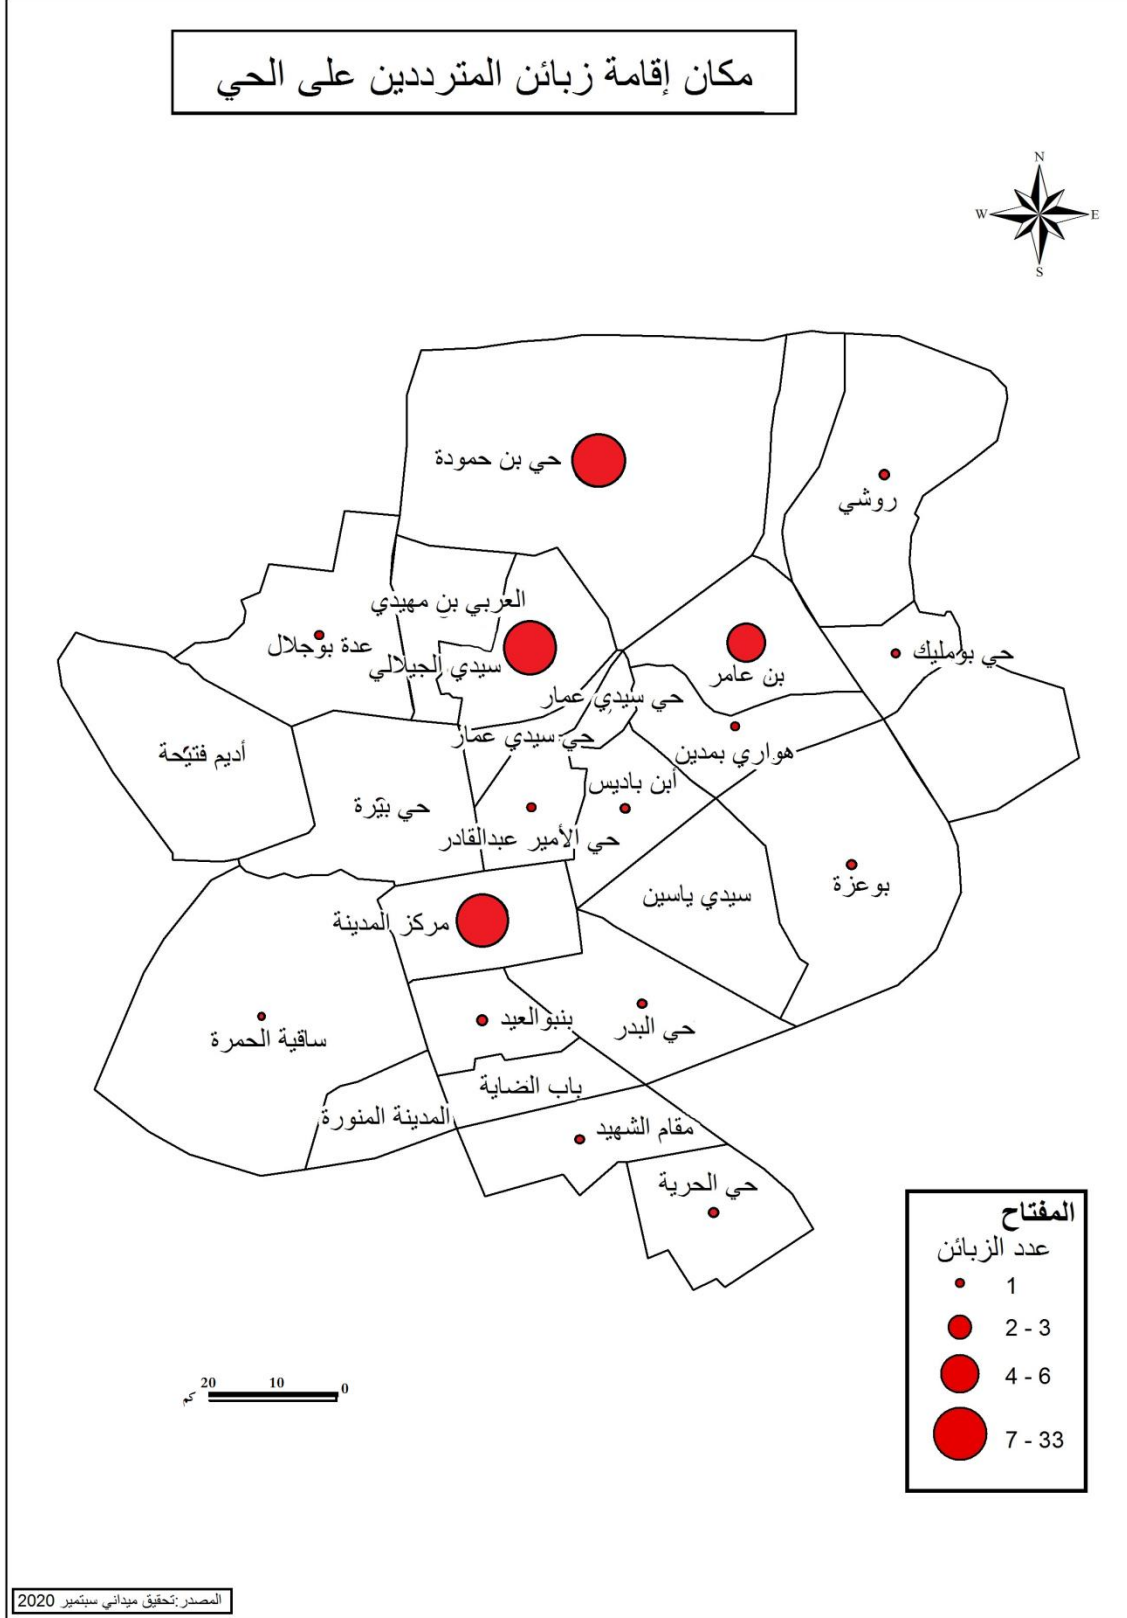 مكان إقامة زبائن المترددين على الحي
N
W
E
S
حي بن حمودة
روشي
العربي بن مهيدي
عدة بوجلال
سيدي الجيلالي
بن عامر
حي بومليك
حي سيدي عمار
حي سيدي عمار
هواري بمدين
أديم فتيحة
أبن باديس
حي بيرة
حي الأمير عبدالقادر
بوعزة
سيدي ياسين
مركز المدينة
بنبوالعيد
حي البدر
ساقية الحمرة
باب الضاية
المدينة المنورة
مقام الشهيد
حي الحرية
المفتاح
عدد الزبائن
1
2 - 3
4 - 6
7 - 33
20 10 0
كم
المصدر:تحقيق ميداني سبتمبر 2020